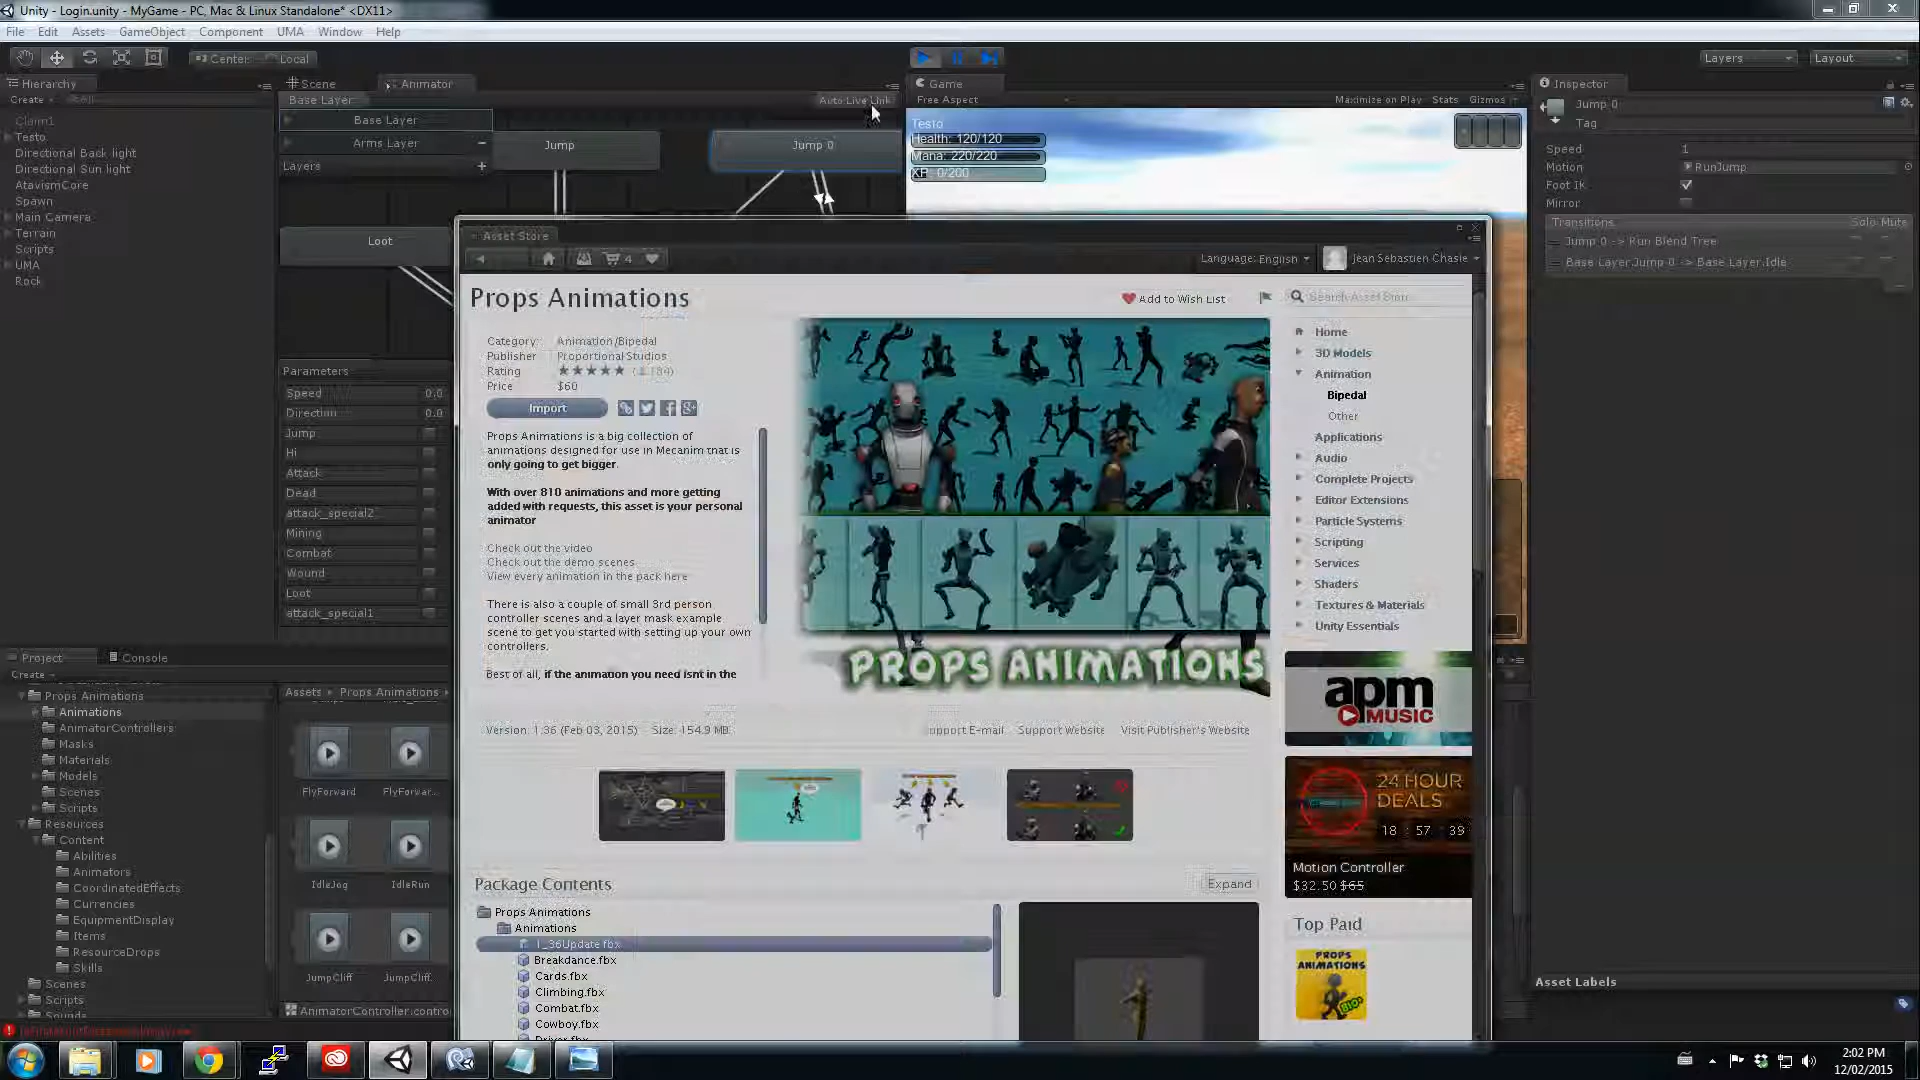 Unity - Login.unity - MyGame - PC, Mac & Linux Standalone* <DX11>
File Edit Assets GameObject Component UMA Window Help
Center Local
Layers Layout
Hierarchy
Create
Claim1
Testo
Directional Back light
Directional Sun light
AtavismCore
Spawn
Main Camera
Terrain
Scripts
UMA
Rock
Scene Animator
Base Layer Auto Live Link
Base Layer
Arms Layer
Layers
Jump
Jump 0
Loot
Parameters
Speed 0.0
Direction 0.0
Jump
Hi
Attack
Dead
attack_special2
Mining
Combat
Wound
Loot
attack_special1
Game
Free Aspect Maximize on Play Stats Gizmos
Testo
Health: 120/120
Mana: 220/220
XP: 0/200
Inspector
Jump 0
Tag
Speed 1
Motion RunJump
Foot IK
Mirror
Transitions Solo Mute
Jump 0 -> Run Blend Tree
Base Layer.Jump 0 -> Base Layer.Idle
Asset Labels
Asset Store
4
Language: English Jean Sebastien Chasle
Props Animations
Add to Wish List
Category: Animation/Bipedal
Publisher Proportional Studios
Rating
Price $60
Import
Props Animations is a big collection of
animations designed for use in Mecanim that is
only going to get bigger.
With over 810 animations and more getting
added with requests, this asset is your personal
animator
Check out the video
Check out the demo scenes
View every animation in the pack here
There is also a couple of small 3rd person
controller scenes and a layer mask example
scene to get you started with setting up your own
controllers.
Best of all, if the animation you need isnt in the
PROPS ANIMATIONS
Version: 1.36 (Feb 03, 2015) Size: 154.9 MB
upport E-mail Support Website Visit Publisher's Website
Package Contents
Expand
Props Animations
Animations
1_36Update.fbx
Breakdance.fbx
Cards.fbx
Climbing.fbx
Combat.fbx
Cowboy.fbx
Driver.fbx
Search Asset Store
Home
3D Models
Animation
Bipedal
Other
Applications
Audio
Complete Projects
Editor Extensions
Particle Systems
Scripting
Services
Shaders
Textures & Materials
Unity Essentials
apm
MUSIC
24 HOUR
DEALS
18 : 57 : 39
Motion Controller
$32.50 $65
Top Paid
PROPS
ANIMATIONS
810+
Project Console
Create
Props Animations
Animations
AnimatorControllers
Masks
Materials
Models
Scenes
Scripts
Resources
Content
Abilities
Animators
CoordinatedEffects
Currencies
EquipmentDisplay
Items
ResourceDrops
Skills
Scenes
Scripts
Sounds
Assets Props Animations
FlyForward FlyForwar...
IdleJog IdleRun
JumpCliff JumpCliff.
AnimatorController.contro
2:02 PM
12/02/2015